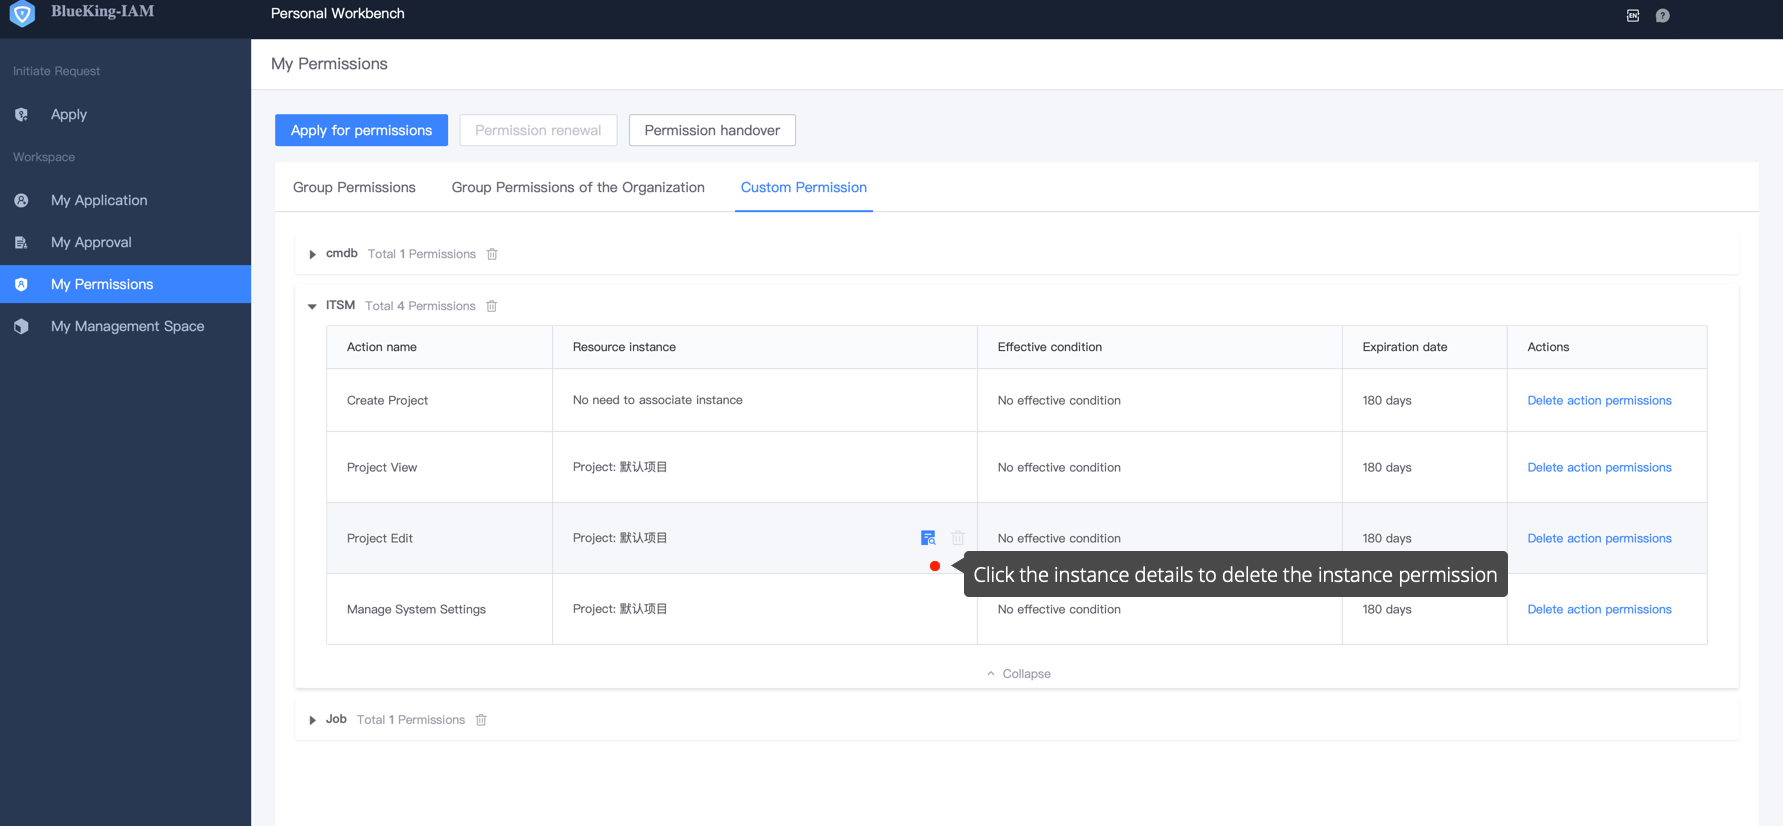 BlueKing-IAM
Personal Workbench
EN
?
Initiate Request
Apply
Workspace
My Application
My Approval
My Permissions
My Management Space
My Permissions
Apply for permissions
Permission renewal
Permission handover
Group Permissions
Group Permissions of the Organization
Custom Permission
cmdb Total 1 Permissions
ITSM Total 4 Permissions
Action name Resource instance Effective condition Expiration date Actions
Create Project No need to associate instance No effective condition 180 days Delete action permissions
Project View Project: 默认项目 No effective condition 180 days Delete action permissions
Project Edit Project: 默认项目 No effective condition 180 days Delete action permissions
Click the instance details to delete the instance permission
Manage System Settings Project: 默认项目 No effective condition 180 days Delete action permissions
Collapse
Job Total 1 Permissions